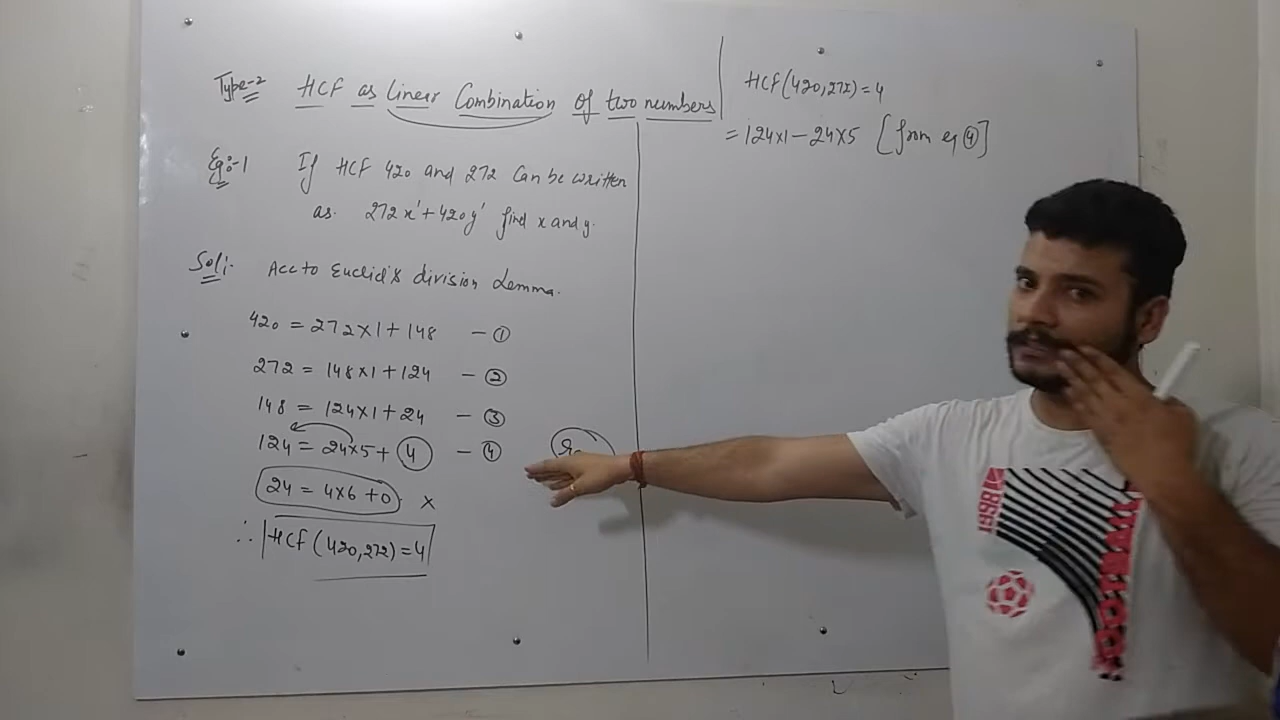 Type-2 HCF as Linear Combination of two numbers
Eg:-1 If HCF 420 and 272 Can be written
as. 272x'+420y' find x and y.
Sol:- Acc to Euclid's division Lemma.
420 = 272×1+148 - ①
272 = 148×1+124 - ②
148 = 124×1+24 - ③
124 = 24×5+4 - ④
24 = 4×6+0 ×
∴ HCF (420,272)=4
HCF(420,272)=4
= 124×1-24×5 [from eq ④]
1998